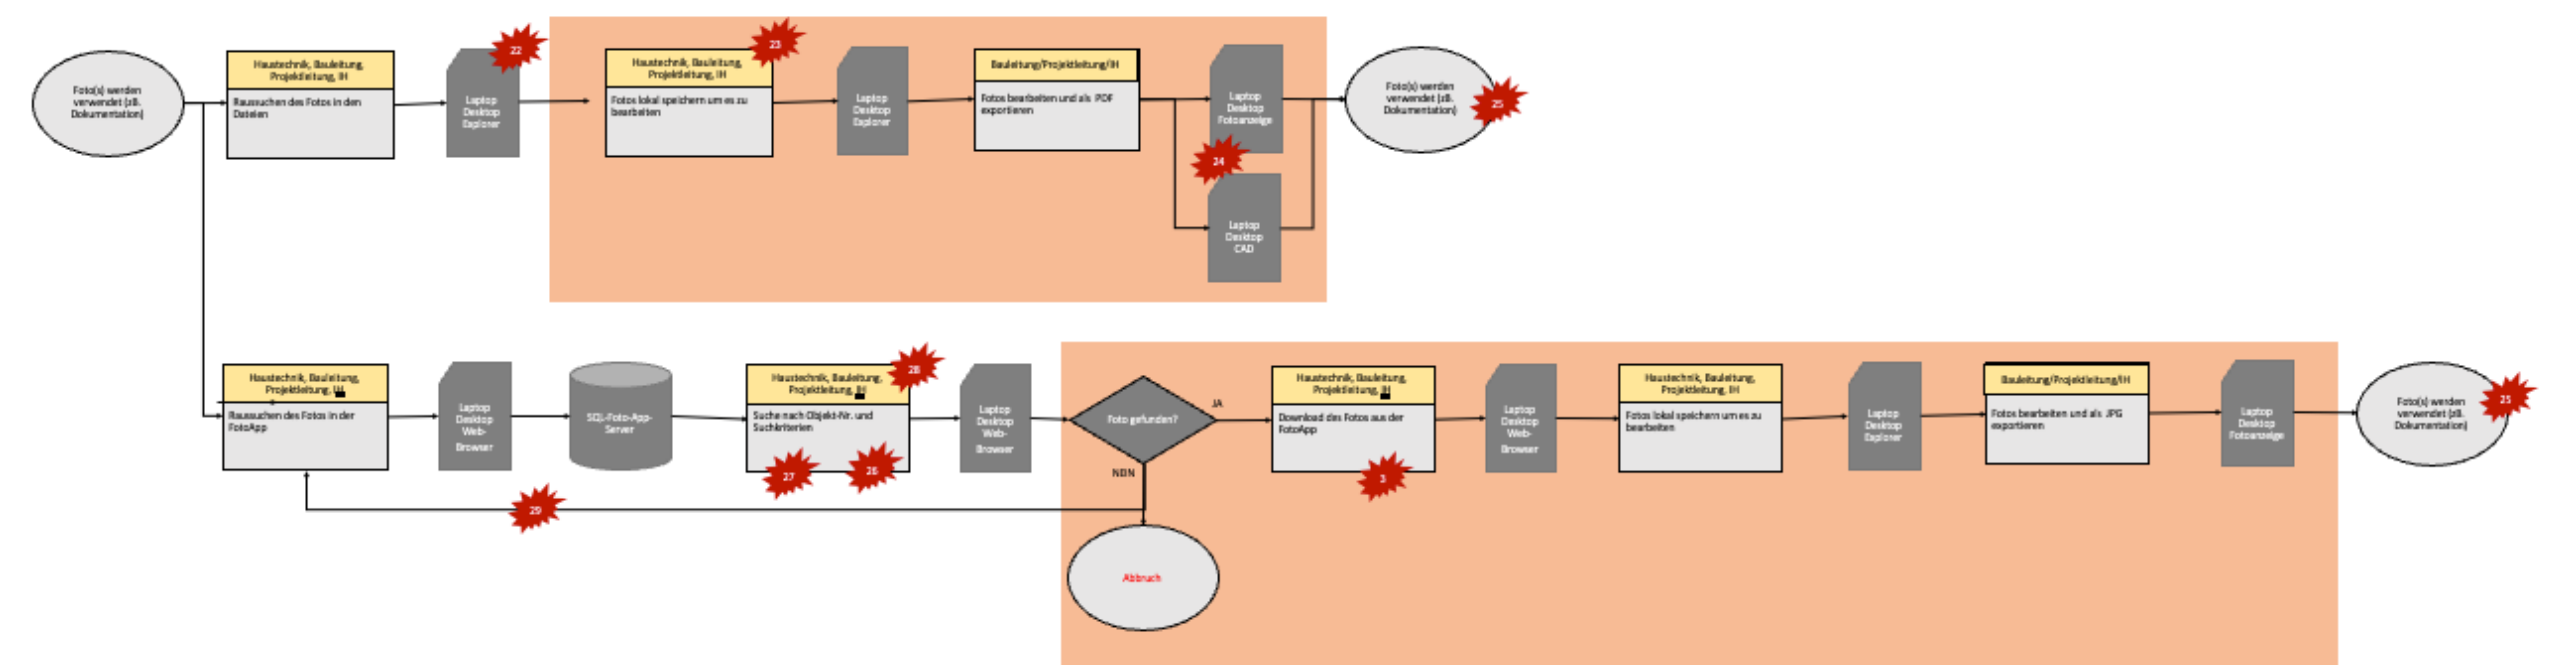 Foto(s) werden
verwendet (zB.
Dokumentation)
Haustechnik, Bauleitung,
Projektleitung, IH
Raussuchen des Fotos in den
Dateien
Laptop
Desktop
Explorer
22
Haustechnik, Bauleitung,
Projektleitung, IH
23
Fotos lokal speichern um es zu
bearbeiten
Laptop
Desktop
Explorer
Bauleitung/Projektleitung/IH
Fotos bearbeiten und als PDF
exportieren
Laptop
Desktop
Fotoanzeige
24
Laptop
Desktop
CAD
Foto(s) werden
verwendet (zB.
Dokumentation)
25
Haustechnik, Bauleitung,
Projektleitung, IH
Raussuchen des Fotos in der
FotoApp
Laptop
Desktop
Web-
Browser
SQL-Foto-App-
Server
Haustechnik, Bauleitung,
Projektleitung, IH
28
Suche nach Objekt-Nr. und
Suchkriterien
27
26
Laptop
Desktop
Web-
Browser
Foto gefunden?
JA
NEIN
29
Abbruch
Haustechnik, Bauleitung,
Projektleitung, IH
Download des Fotos aus der
FotoApp
3
Laptop
Desktop
Web-
Browser
Haustechnik, Bauleitung,
Projektleitung, IH
Fotos lokal speichern um es zu
bearbeiten
Laptop
Desktop
Explorer
Bauleitung/Projektleitung/IH
Fotos bearbeiten und als JPG
exportieren
Laptop
Desktop
Fotoanzeige
Foto(s) werden
verwendet (zB.
Dokumentation)
25